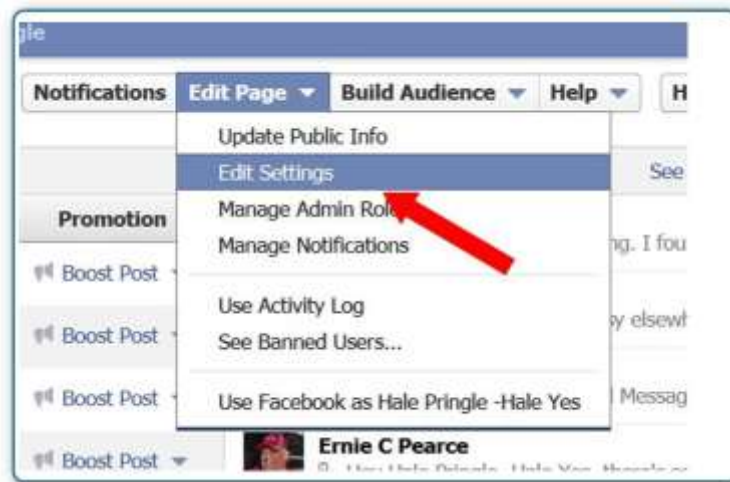 gle
Notifications Edit Page Build Audience Help H
Update Public Info
Edit Settings See
Promotion Manage Admin
Manage Notifications ng. I fou
Boost Post
Use Activity Log
Boost Post See Banned Users... y elsewh
Boost Post Use Facebook as Hale Pringle -Hale Yes Messag
Ernie C Pearce
Boost Post